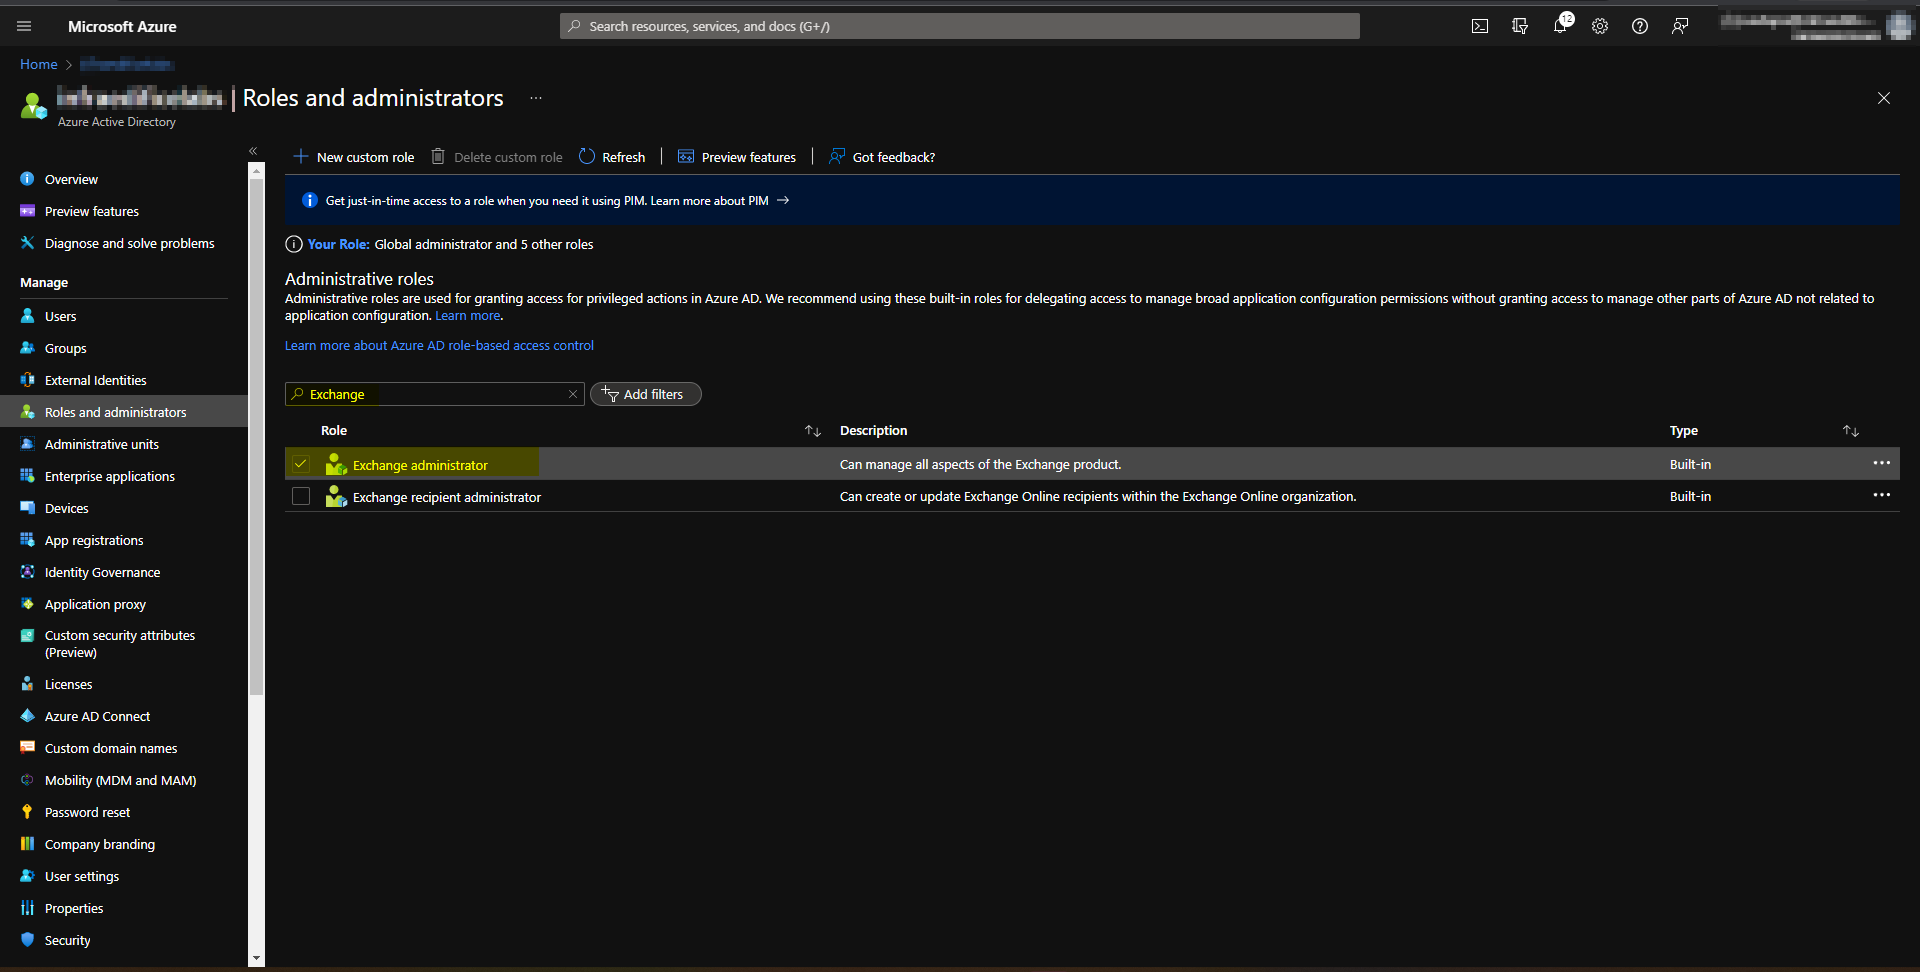 Microsoft Azure
Search resources, services, and docs (G+/)
12
Home >
| Roles and administrators ...
Azure Active Directory
«
New custom role
Delete custom role
Refresh
Preview features
Got feedback?
Get just-in-time access to a role when you need it using PIM. Learn more about PIM →
Your Role: Global administrator and 5 other roles
Administrative roles
Administrative roles are used for granting access for privileged actions in Azure AD. We recommend using these built-in roles for delegating access to manage broad application configuration permissions without granting access to manage other parts of Azure AD not related to
application configuration. Learn more.
Learn more about Azure AD role-based access control
Exchange
Add filters
Role Description Type
Exchange administrator Can manage all aspects of the Exchange product. Built-in ...
Exchange recipient administrator Can create or update Exchange Online recipients within the Exchange Online organization. Built-in ...
Overview
Preview features
Diagnose and solve problems
Manage
Users
Groups
External Identities
Roles and administrators
Administrative units
Enterprise applications
Devices
App registrations
Identity Governance
Application proxy
Custom security attributes
(Preview)
Licenses
Azure AD Connect
Custom domain names
Mobility (MDM and MAM)
Password reset
Company branding
User settings
Properties
Security